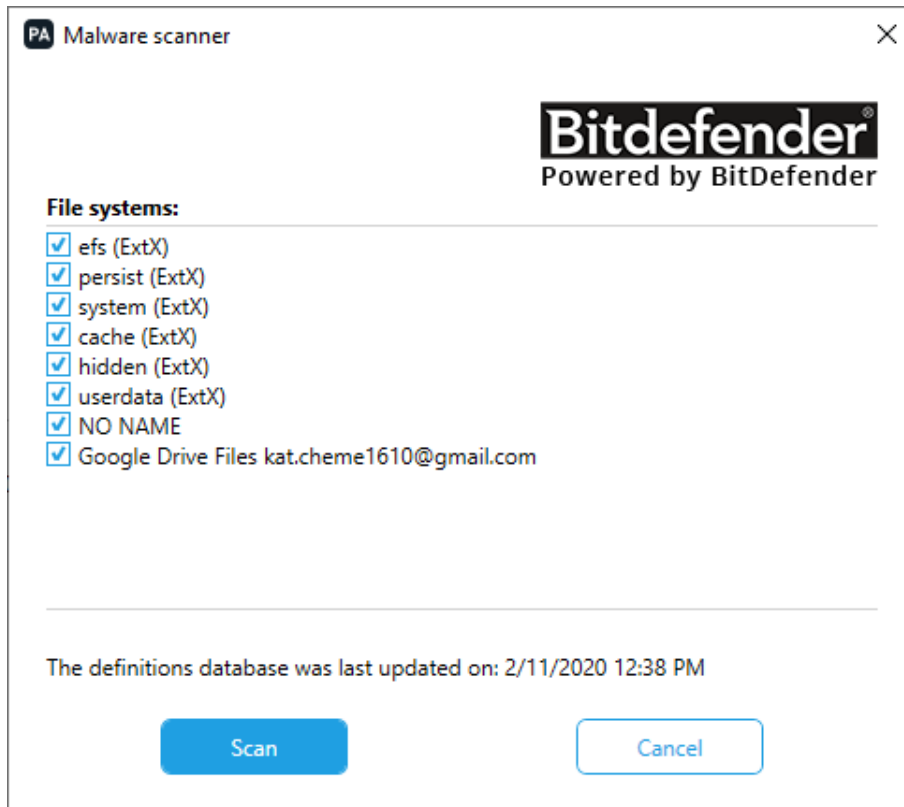 PA Malware scanner
Bitdefender®
Powered by BitDefender
File systems:
efs (ExtX)
persist (ExtX)
system (ExtX)
cache (ExtX)
hidden (ExtX)
userdata (ExtX)
NO NAME
Google Drive Files kat.cheme1610@gmail.com
The definitions database was last updated on: 2/11/2020 12:38 PM
Scan Cancel